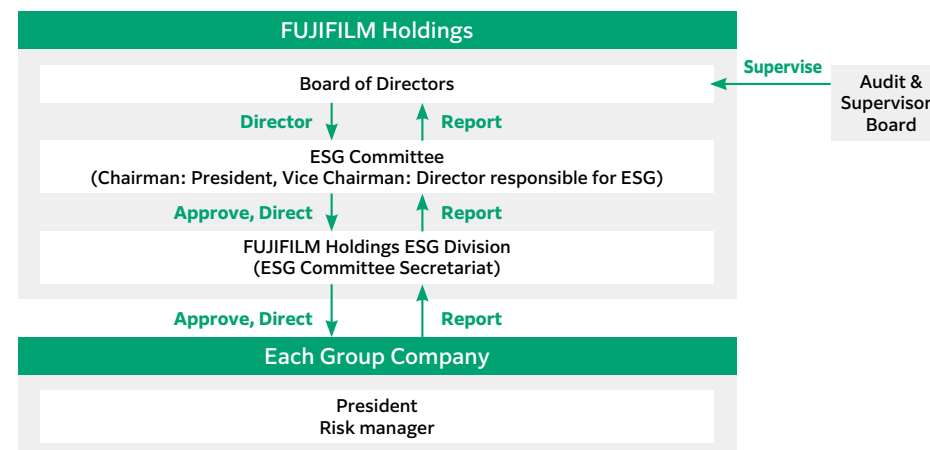 FUJIFILM Holdings
Board of Directors
Supervise
Audit &
Supervisor
Board
Director
Report
ESG Committee
(Chairman: President, Vice Chairman: Director responsible for ESG)
Approve, Direct
Report
FUJIFILM Holdings ESG Division
(ESG Committee Secretariat)
Approve, Direct
Report
Each Group Company
President
Risk manager